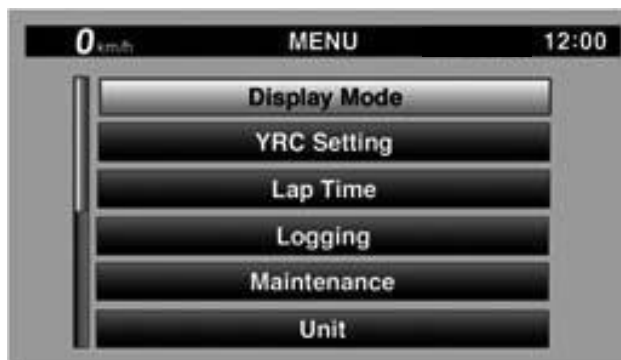 0 km/h MENU 12:00
Display Mode
YRC Setting
Lap Time
Logging
Maintenance
Unit